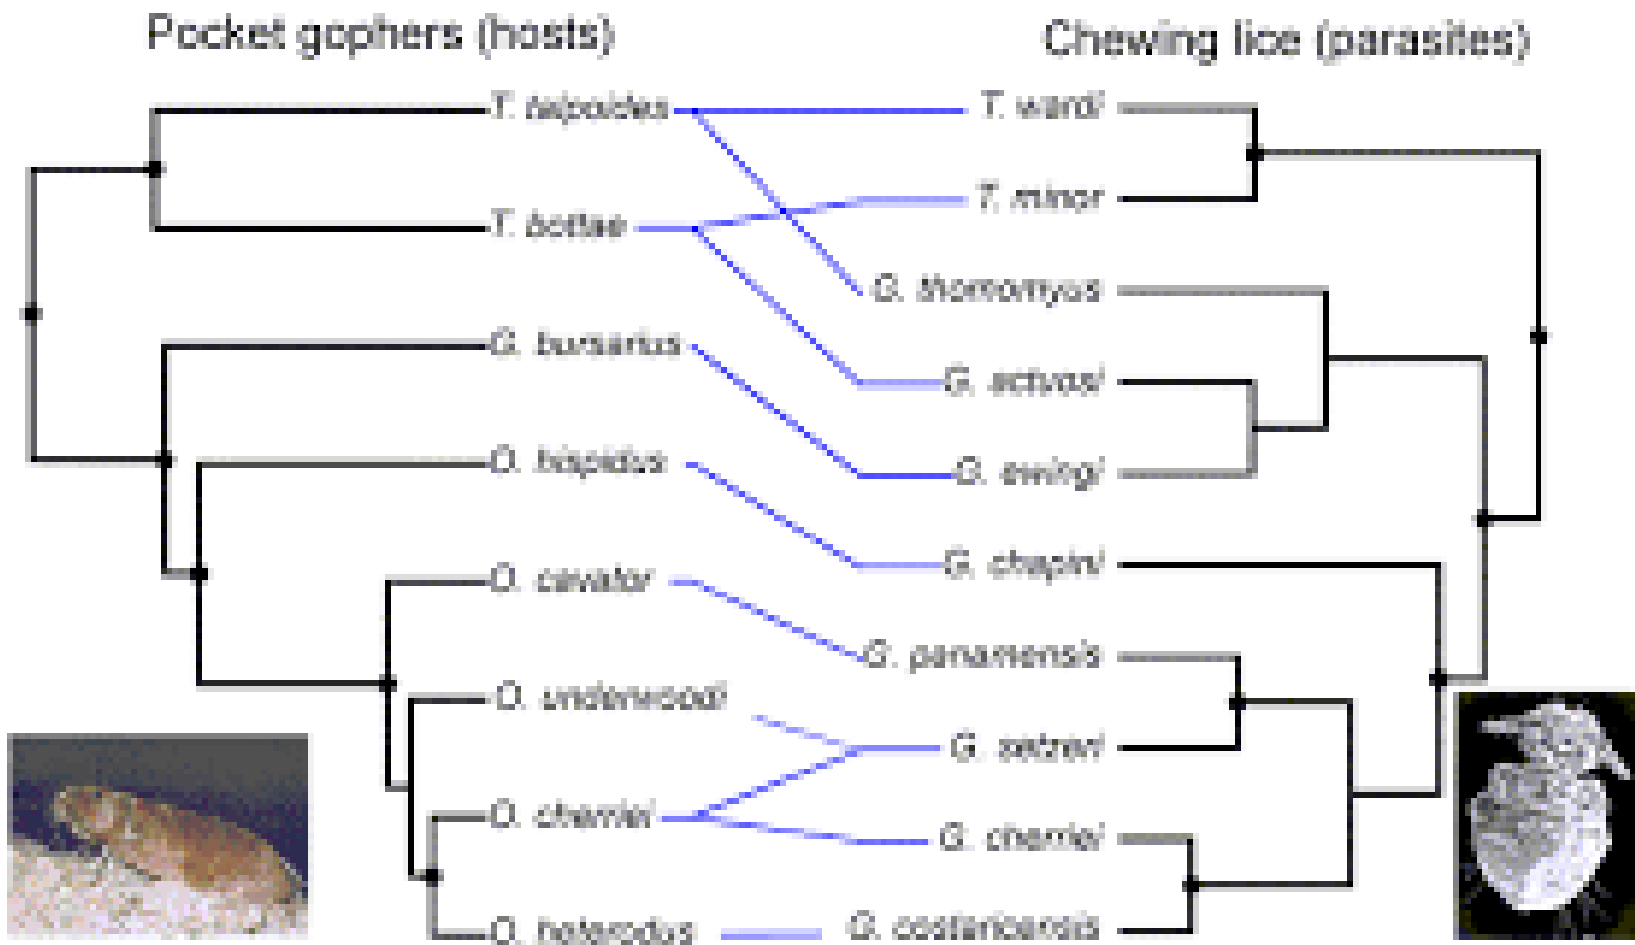 Pocket gophers (hosts)
Chewing lice (parasites)
T. talpoides
T. bottae
G. bursarius
O. hispidus
O. cavator
O. underwoodi
O. cherriei
O. heterodus
T. wardi
T. minor
G. thomomyus
G. actuosi
G. ewingi
G. chapini
G. panamensis
G. setzeri
G. cherriei
G. costaricensis